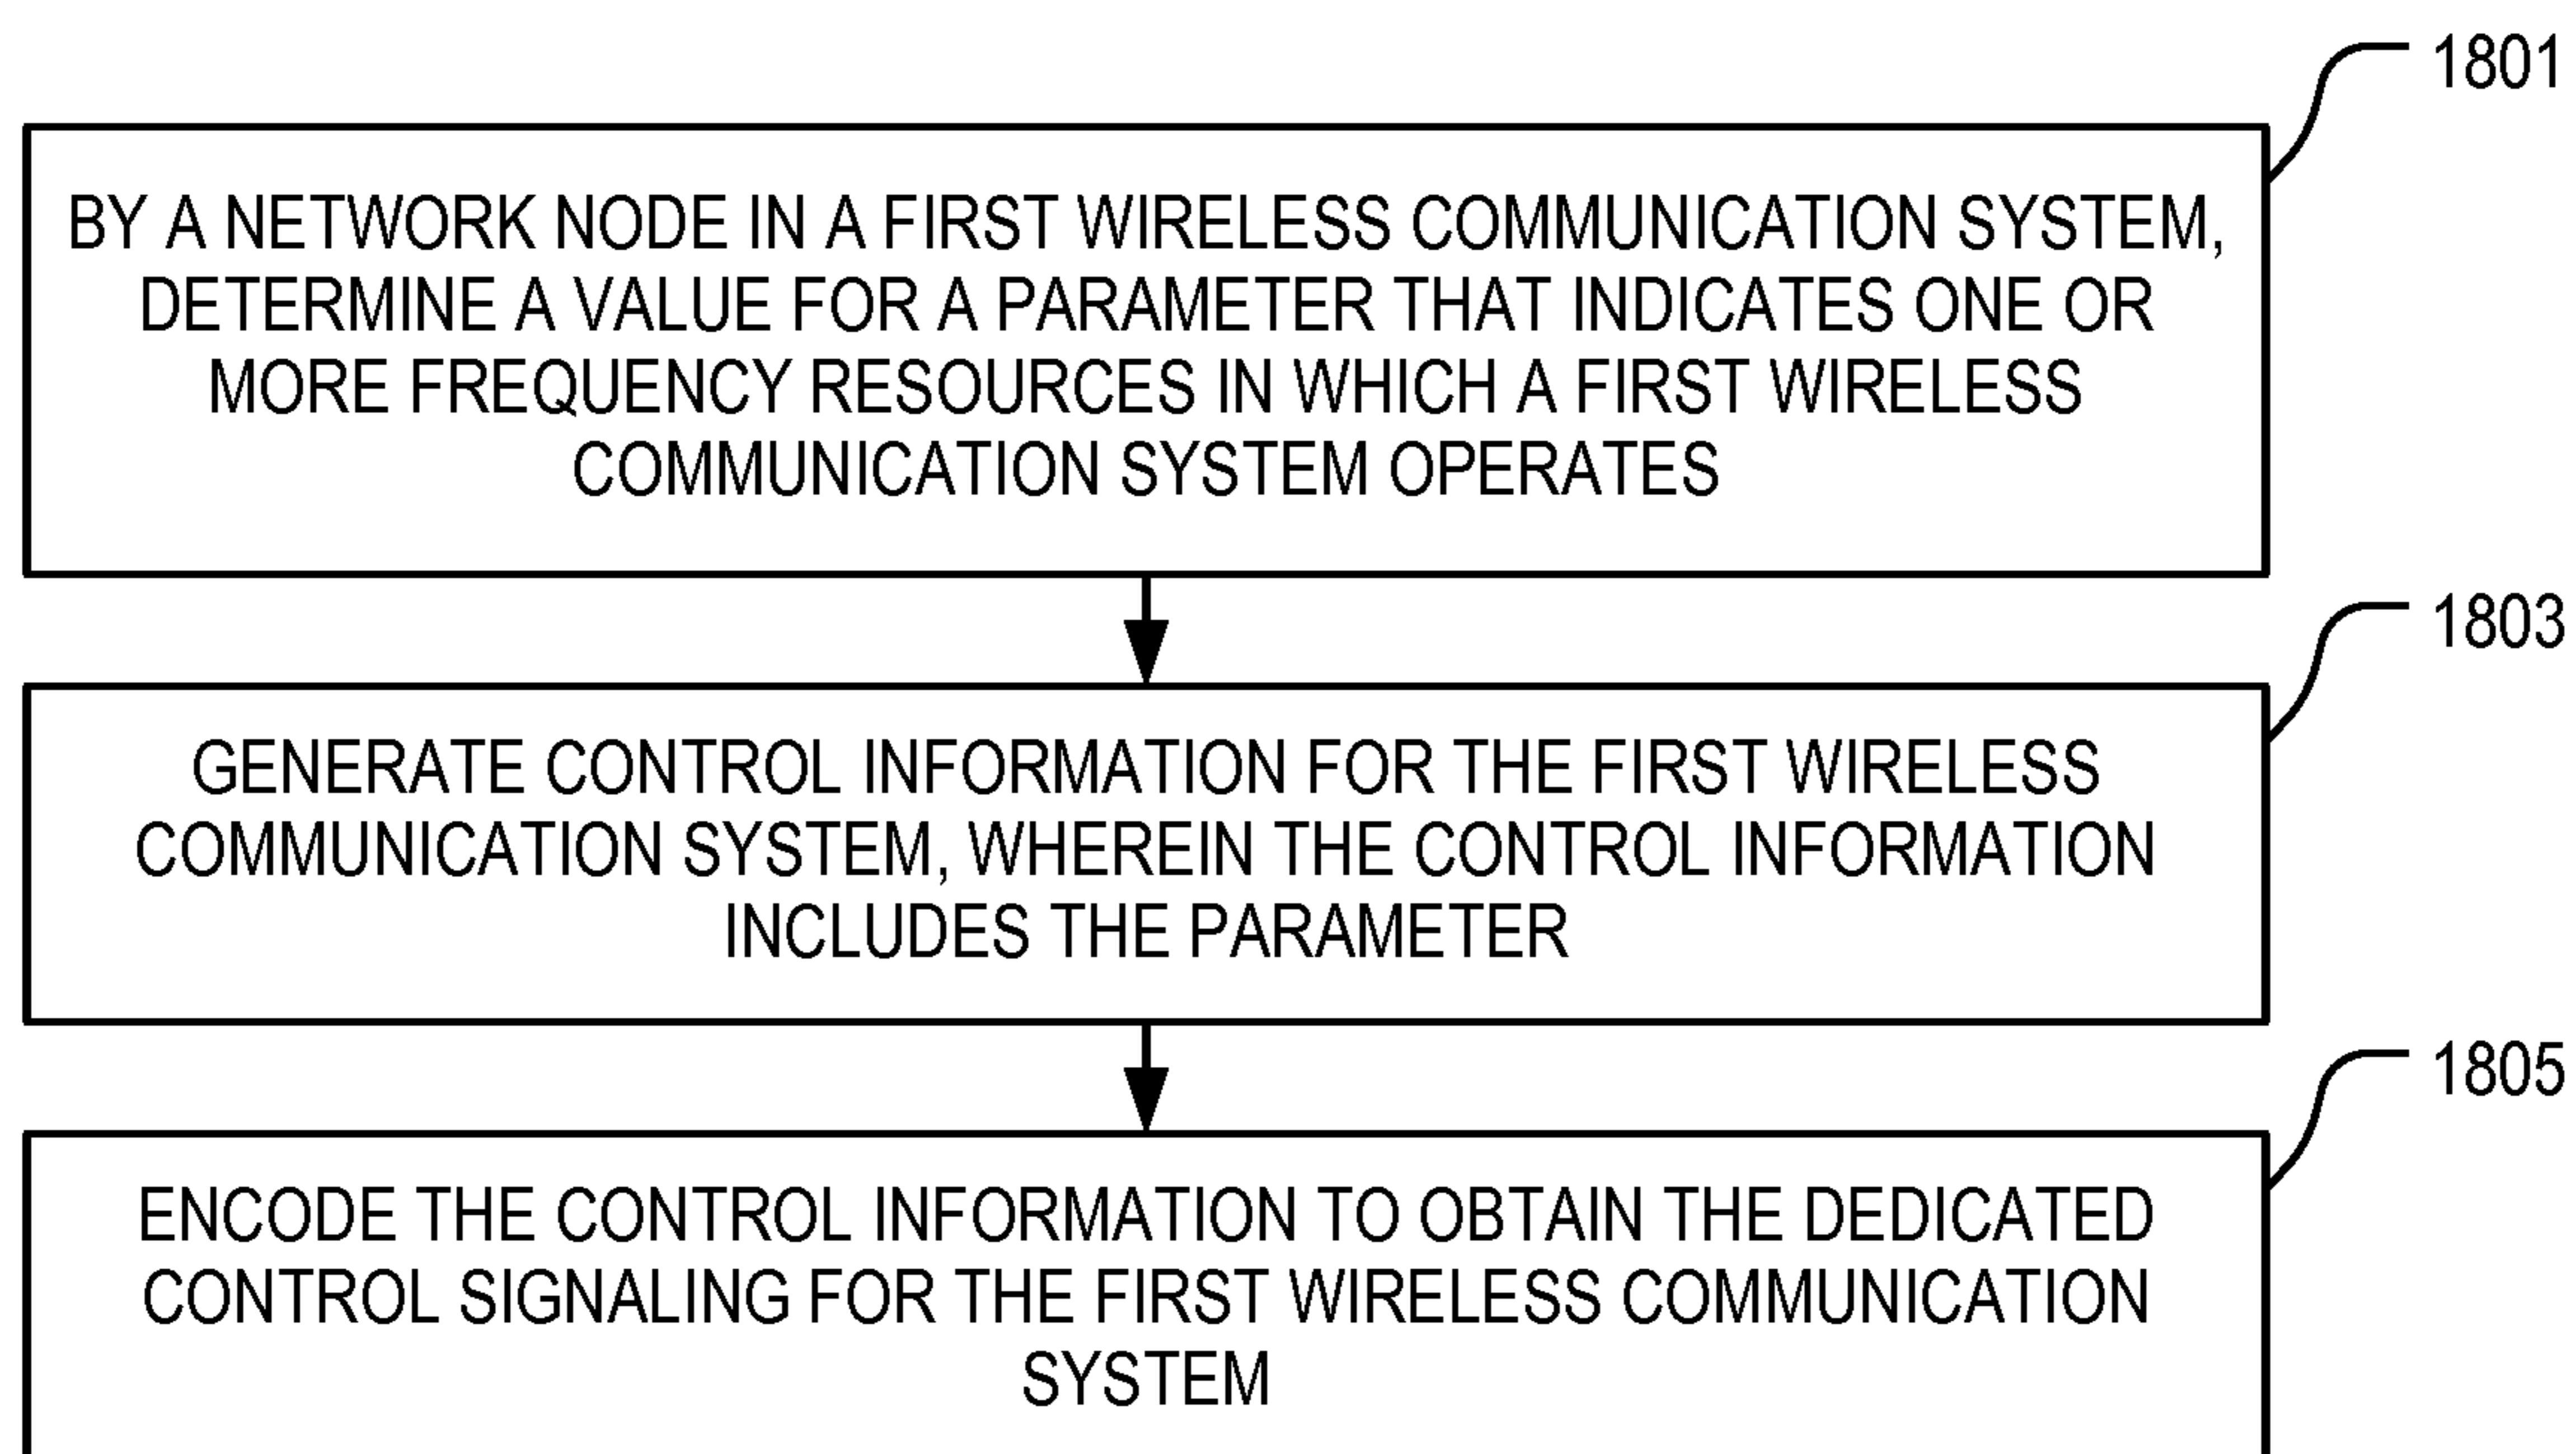 1801
BY A NETWORK NODE IN A FIRST WIRELESS COMMUNICATION SYSTEM,
DETERMINE A VALUE FOR A PARAMETER THAT INDICATES ONE OR
MORE FREQUENCY RESOURCES IN WHICH A FIRST WIRELESS
COMMUNICATION SYSTEM OPERATES
1803
GENERATE CONTROL INFORMATION FOR THE FIRST WIRELESS
COMMUNICATION SYSTEM, WHEREIN THE CONTROL INFORMATION
INCLUDES THE PARAMETER
1805
ENCODE THE CONTROL INFORMATION TO OBTAIN THE DEDICATED
CONTROL SIGNALING FOR THE FIRST WIRELESS COMMUNICATION
SYSTEM